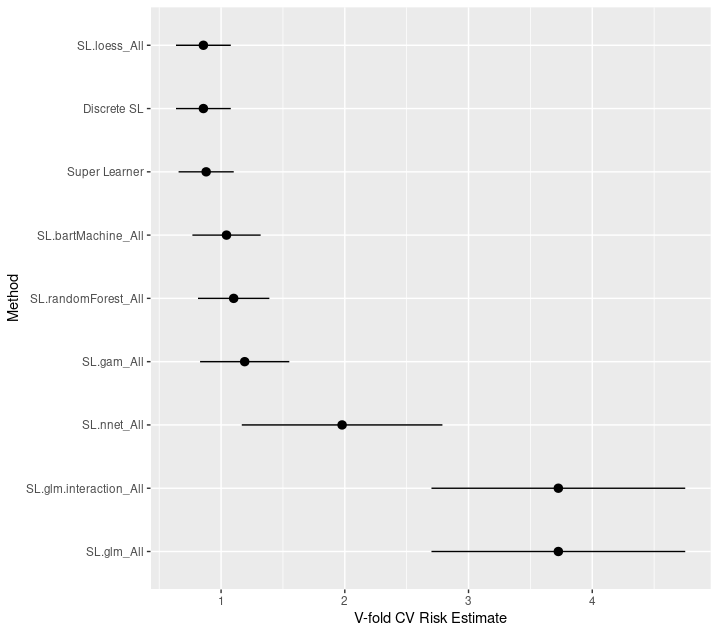 SL.loess_All
Discrete SL
Super Learner
SL.bartMachine_All
SL.randomForest_All
SL.gam_All
SL.nnet_All
SL.glm.interaction_All
SL.glm_All
Method
1 2 3 4
V-fold CV Risk Estimate